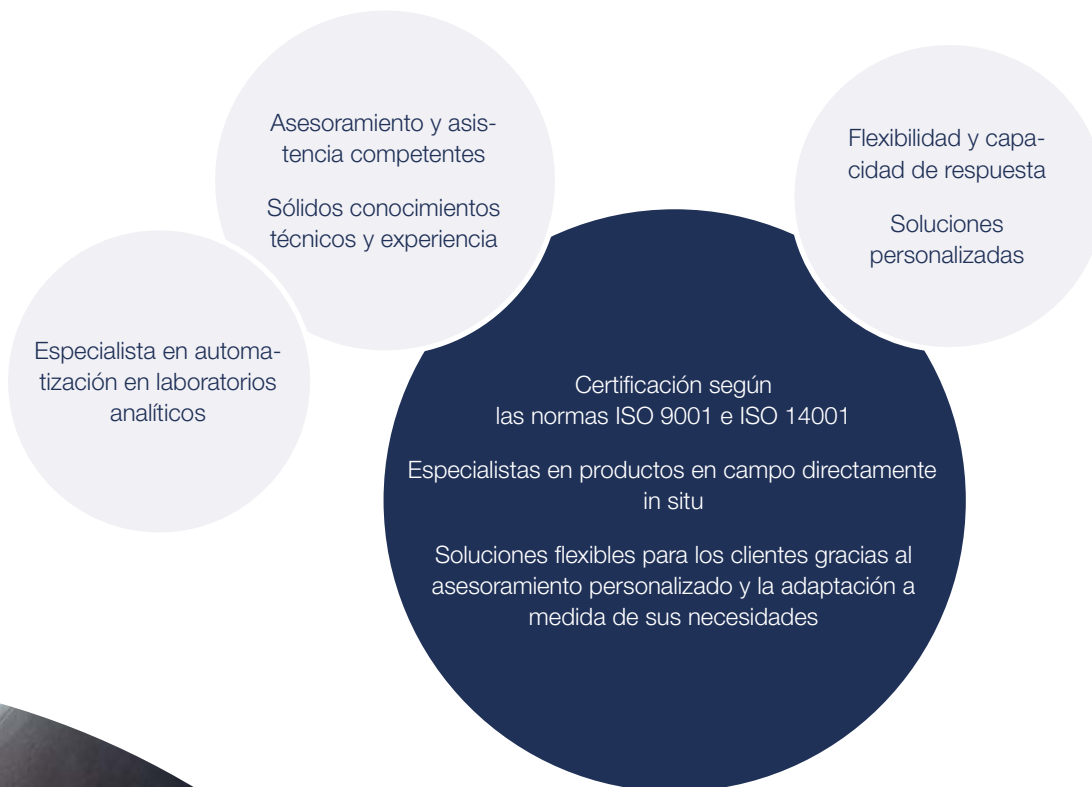 Asesoramiento y asis-
tencia competentes
Sólidos conocimientos
técnicos y experiencia
Flexibilidad y capa-
cidad de respuesta
Soluciones
personalizadas
Especialista en automa-
tización en laboratorios
analíticos
Certificación según
las normas ISO 9001 e ISO 14001
Especialistas en productos en campo directamente
in situ
Soluciones flexibles para los clientes gracias al
asesoramiento personalizado y la adaptación a
medida de sus necesidades